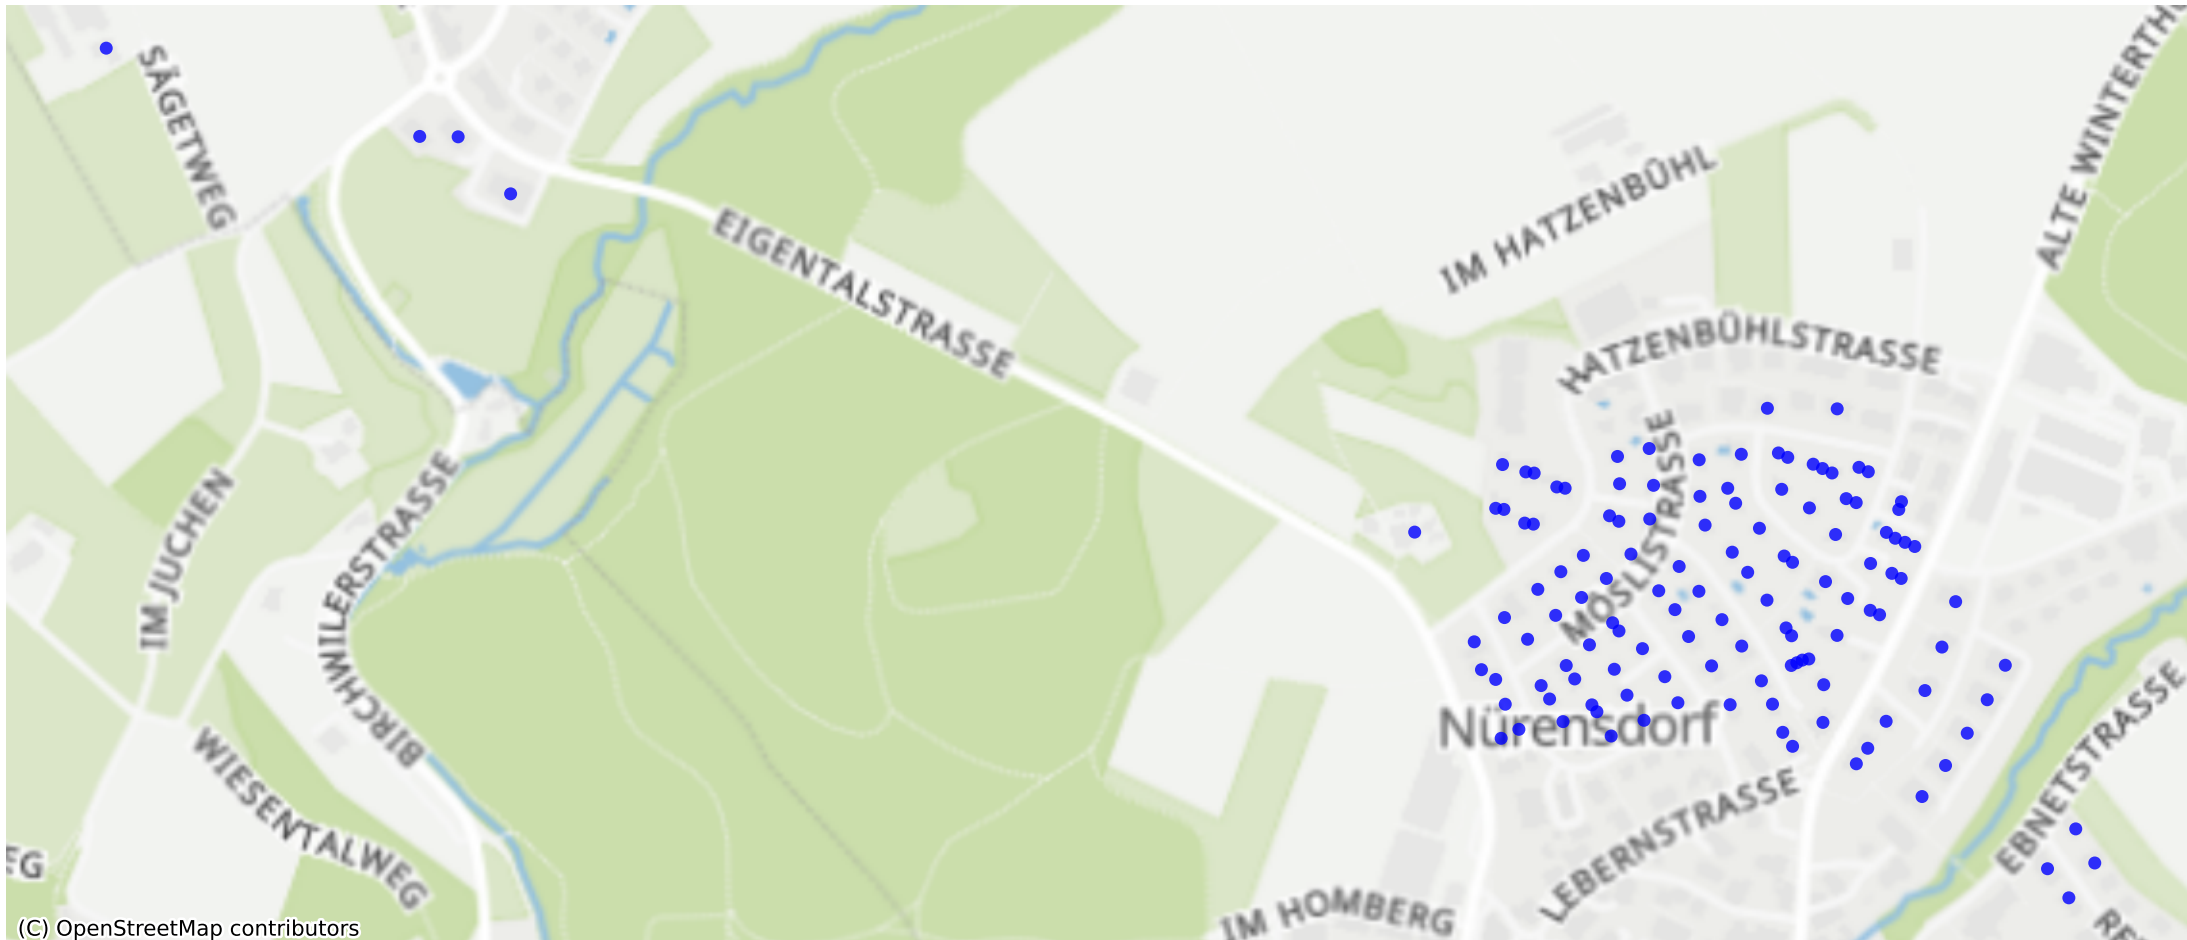 SÄGETWEG
ALTE WINTERTH
IM HATZENBÜHL
EIGENTALSTRASSE
HATZENBÜHLSTRASSE
MÖSLISTRASSE
IM JUCHEN
BIRCHWILERSTRASSE
Nürensdorf
WIESENTALWEG
EBNETSTRASSE
LEBERNSTRASSE
EG
IM HOMBERG
(C) OpenStreetMap contributors